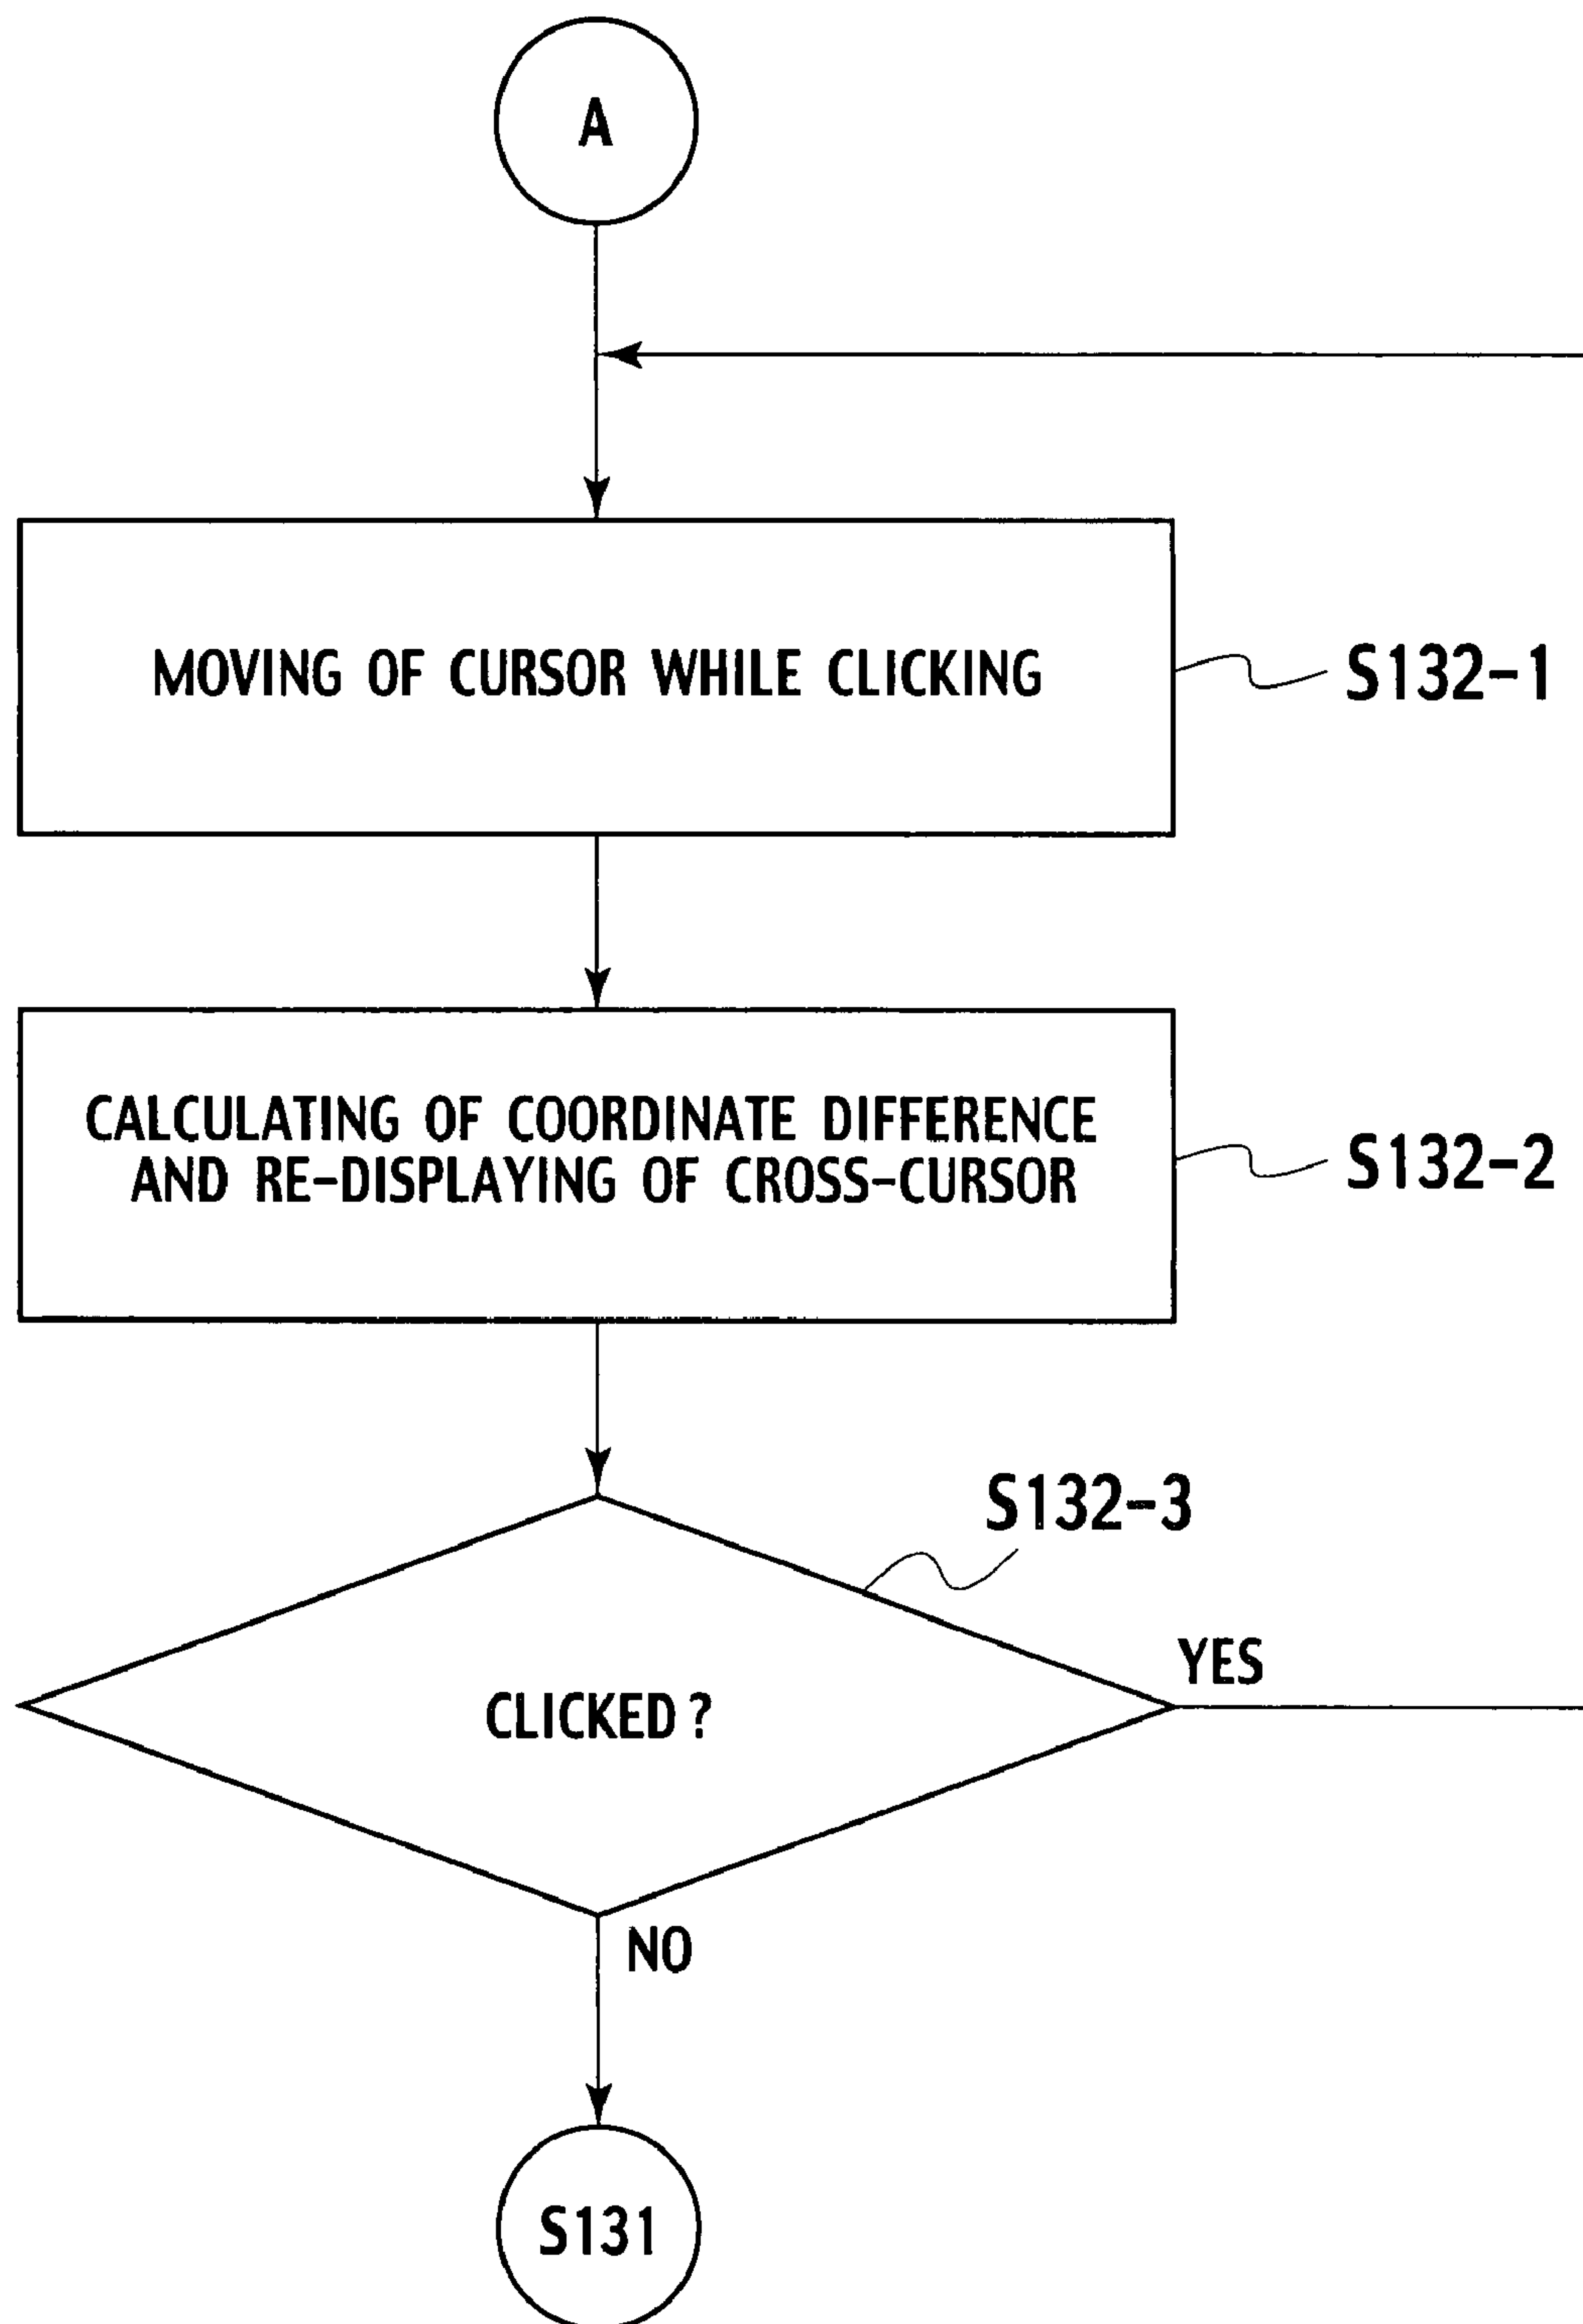 A
MOVING OF CURSOR WHILE CLICKING
S132-1
CALCULATING OF COORDINATE DIFFERENCE
AND RE-DISPLAYING OF CROSS-CURSOR
S132-2
S132-3
YES
CLICKED ?
NO
S131